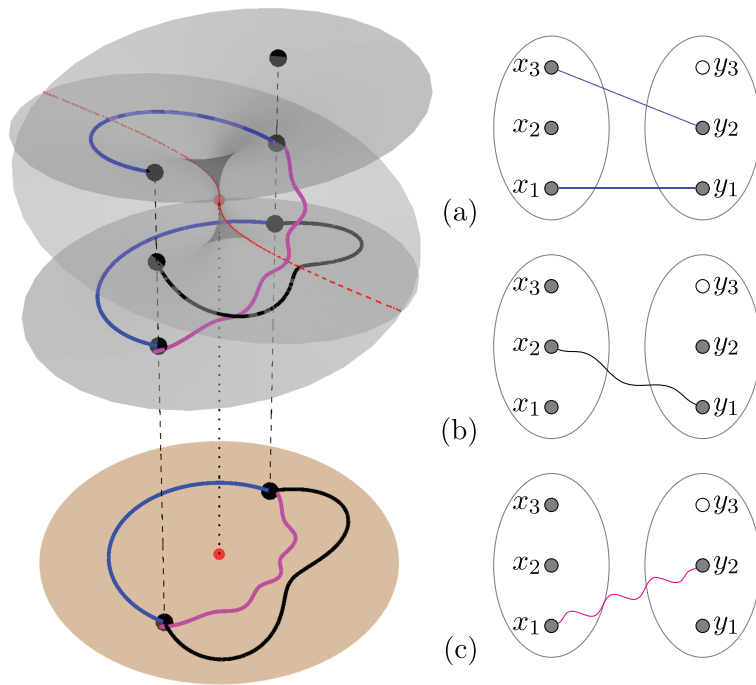 x₃ y₃
x₂ y₂
x₁ y₁
(a)
x₃ y₃
x₂ y₂
x₁ y₁
(b)
x₃ y₃
x₂ y₂
x₁ y₁
(c)